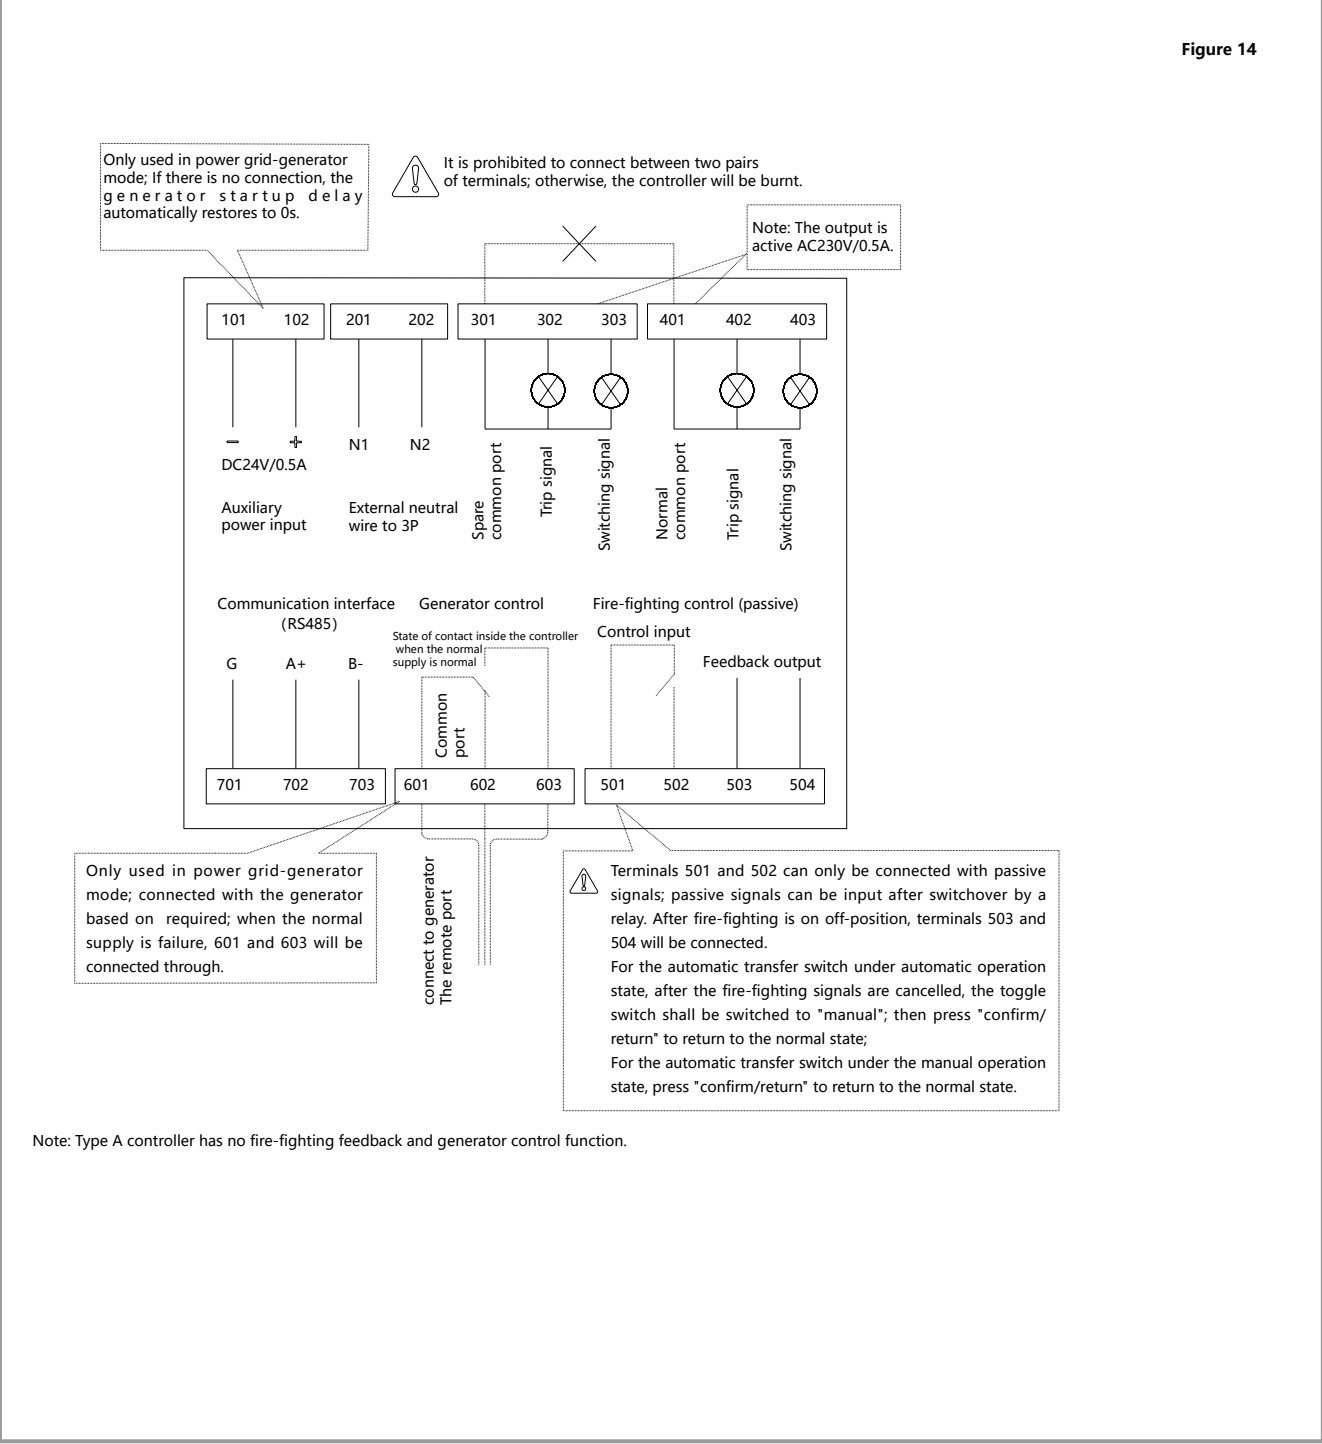 Figure 14
Only used in power grid-generator
mode; If there is no connection, the
generator startup delay
automatically restores to 0s.
It is prohibited to connect between two pairs
of terminals; otherwise, the controller will be burnt.
Note: The output is
active AC230V/0.5A.
101 102 201 202 301 302 303 401 402 403
N1 N2
DC24V/0.5A
Auxiliary
power input
External neutral
wire to 3P
Spare
common port
Trip signal
Switching signal
Normal
common port
Trip signal
Switching signal
Communication interface
(RS485)
G A+ B-
Generator control
State of contact inside the controller
when the normal
supply is normal
Common
port
Fire-fighting control (passive)
Control input
Feedback output
701 702 703 601 602 603 501 502 503 504
Only used in power grid-generator
mode; connected with the generator
based on required; when the normal
supply is failure, 601 and 603 will be
connected through.
connect to generator
The remote port
Terminals 501 and 502 can only be connected with passive
signals; passive signals can be input after switchover by a
relay. After fire-fighting is on off-position, terminals 503 and
504 will be connected.
For the automatic transfer switch under automatic operation
state, after the fire-fighting signals are cancelled, the toggle
switch shall be switched to "manual"; then press "confirm/
return" to return to the normal state;
For the automatic transfer switch under the manual operation
state, press "confirm/return" to return to the normal state.
Note: Type A controller has no fire-fighting feedback and generator control function.